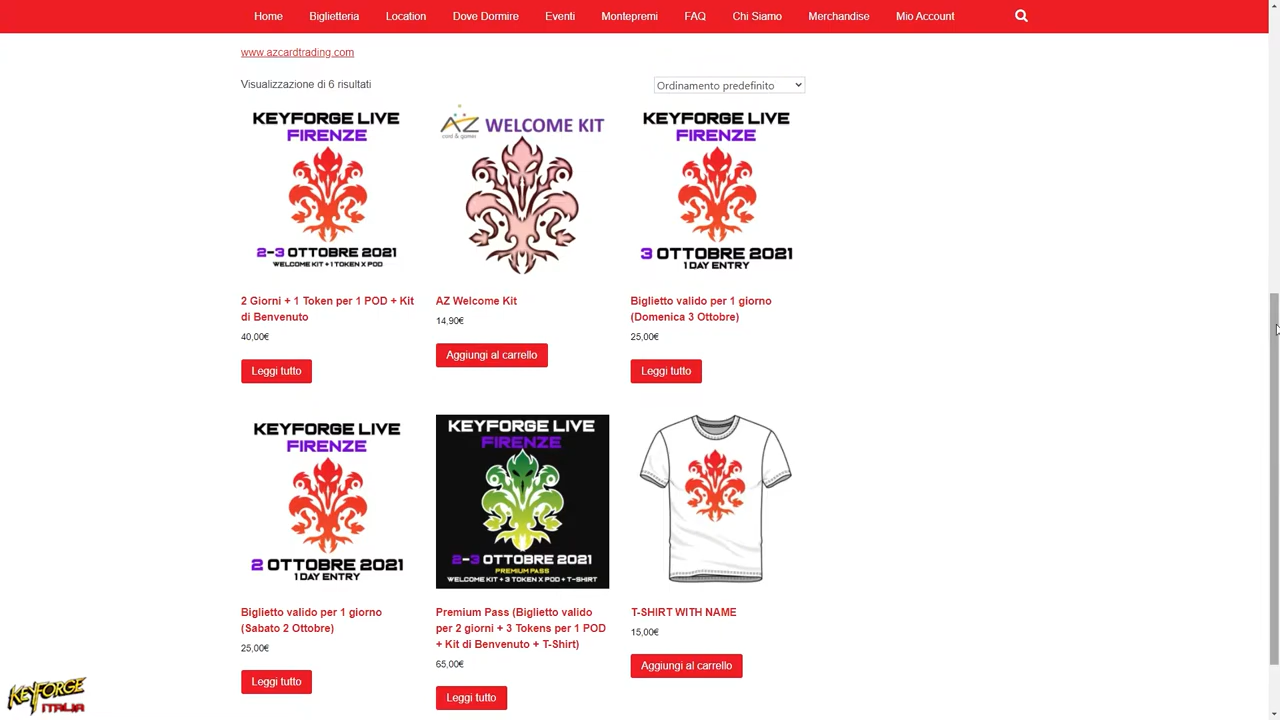 Home Biglietteria Location Dove Dormire Eventi Montepremi FAQ Chi Siamo Merchandise Mio Account
www.azcardtrading.com
Visualizzazione di 6 risultati
Ordinamento predefinito
KEYFORGE LIVE
FIRENZE
2-3 OTTOBRE 2021
WELCOME KIT + 1 TOKEN X POD
2 Giorni + 1 Token per 1 POD + Kit
di Benvenuto
40,00€
Leggi tutto
AZ WELCOME KIT
card & games
AZ Welcome Kit
14,90€
Aggiungi al carrello
KEYFORGE LIVE
FIRENZE
3 OTTOBRE 2021
1 DAY ENTRY
Biglietto valido per 1 giorno
(Domenica 3 Ottobre)
25,00€
Leggi tutto
KEYFORGE LIVE
FIRENZE
2 OTTOBRE 2021
1 DAY ENTRY
Biglietto valido per 1 giorno
(Sabato 2 Ottobre)
25,00€
Leggi tutto
KEYFORGE LIVE
FIRENZE
2-3 OTTOBRE 2021
PREMIUM PASS
WELCOME KIT + 3 TOKEN X POD + T-SHIRT
Premium Pass (Biglietto valido
per 2 giorni + 3 Tokens per 1 POD
+ Kit di Benvenuto + T-Shirt)
65,00€
Leggi tutto
T-SHIRT WITH NAME
15,00€
Aggiungi al carrello
KEYFORGE
ITALIA